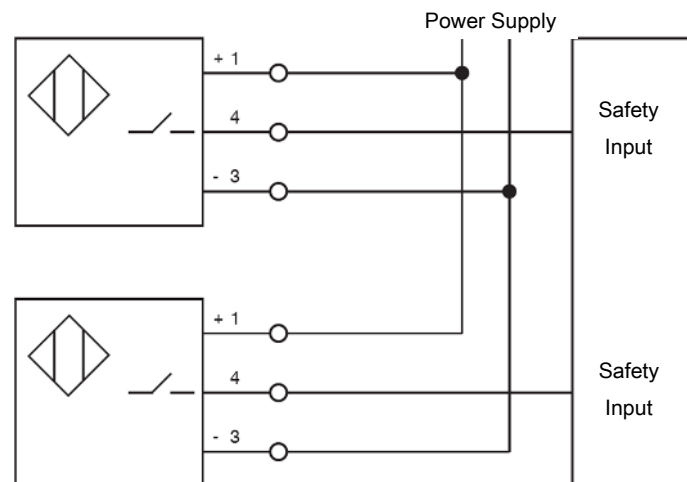 Power Supply
+ 1
4
- 3
Safety
Input
+ 1
4
- 3
Safety
Input